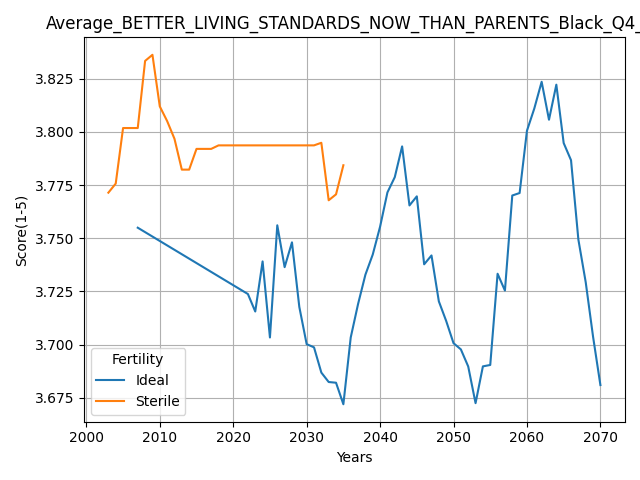 Average_BETTER_LIVING_STANDARDS_NOW_THAN_PARENTS_Black_Q4_
Score(1-5)
3.825
3.800
3.775
3.750
3.725
3.700
3.675
Fertility
Ideal
Sterile
2000 2010 2020 2030 2040 2050 2060 2070
Years